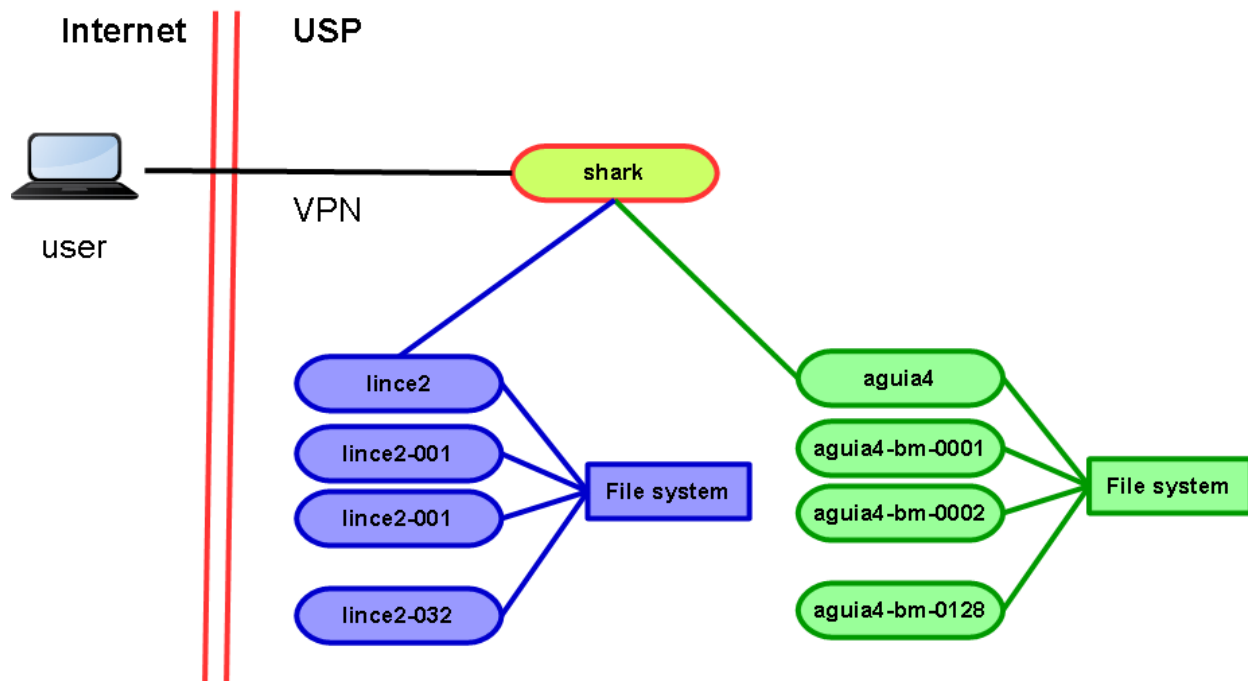 Internet
USP
shark
VPN
user
lince2
aguia4
lince2-001
aguia4-bm-0001
File system
File system
lince2-001
aguia4-bm-0002
lince2-032
aguia4-bm-0128